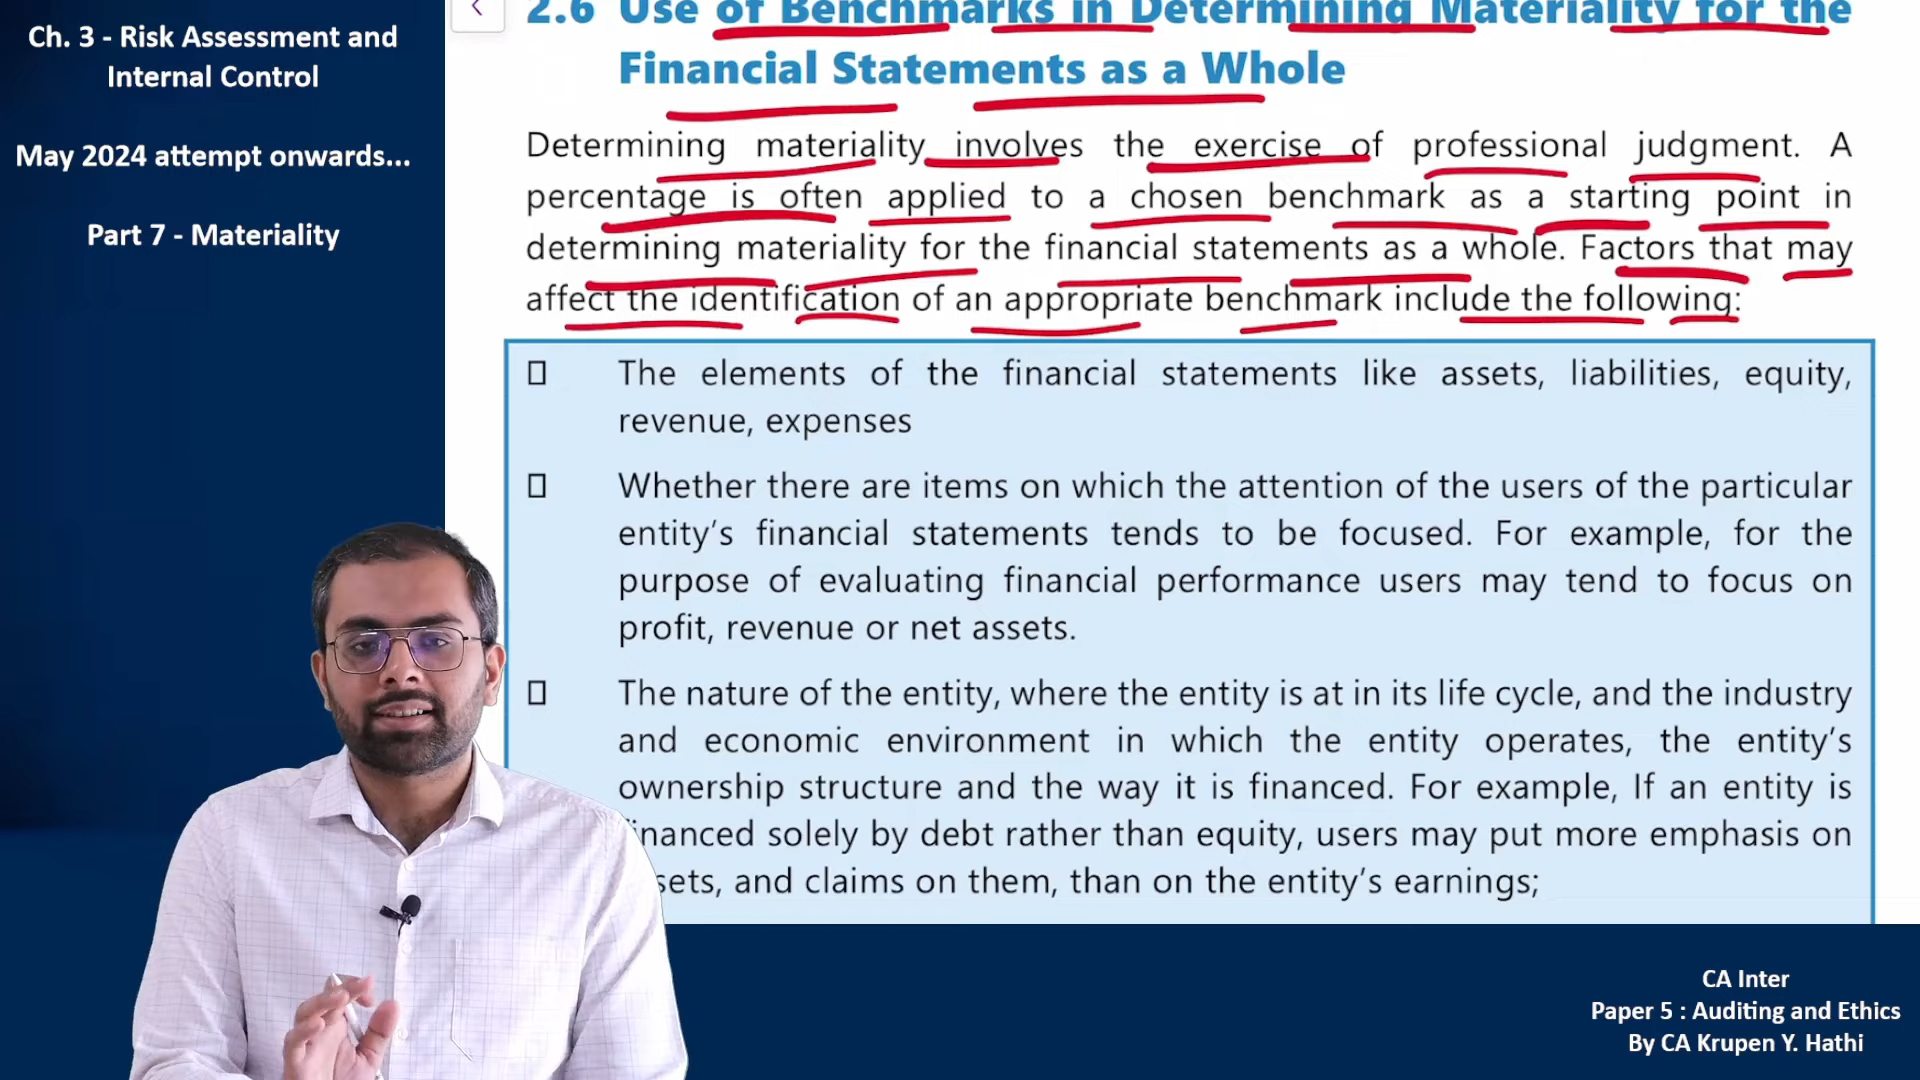 Ch. 3 - Risk Assessment and
Internal Control
May 2024 attempt onwards...
Part 7 - Materiality
2.6 Use of Benchmarks in Determining Materiality for the
Financial Statements as a Whole
Determining materiality involves the exercise of professional judgment. A
percentage is often applied to a chosen benchmark as a starting point in
determining materiality for the financial statements as a whole. Factors that may
affect the identification of an appropriate benchmark include the following:
The elements of the financial statements like assets, liabilities, equity,
revenue, expenses
Whether there are items on which the attention of the users of the particular
entity’s financial statements tends to be focused. For example, for the
purpose of evaluating financial performance users may tend to focus on
profit, revenue or net assets.
The nature of the entity, where the entity is at in its life cycle, and the industry
and economic environment in which the entity operates, the entity’s
ownership structure and the way it is financed. For example, If an entity is
inanced solely by debt rather than equity, users may put more emphasis on
sets, and claims on them, than on the entity’s earnings;
CA Inter
Paper 5 : Auditing and Ethics
By CA Krupen Y. Hathi